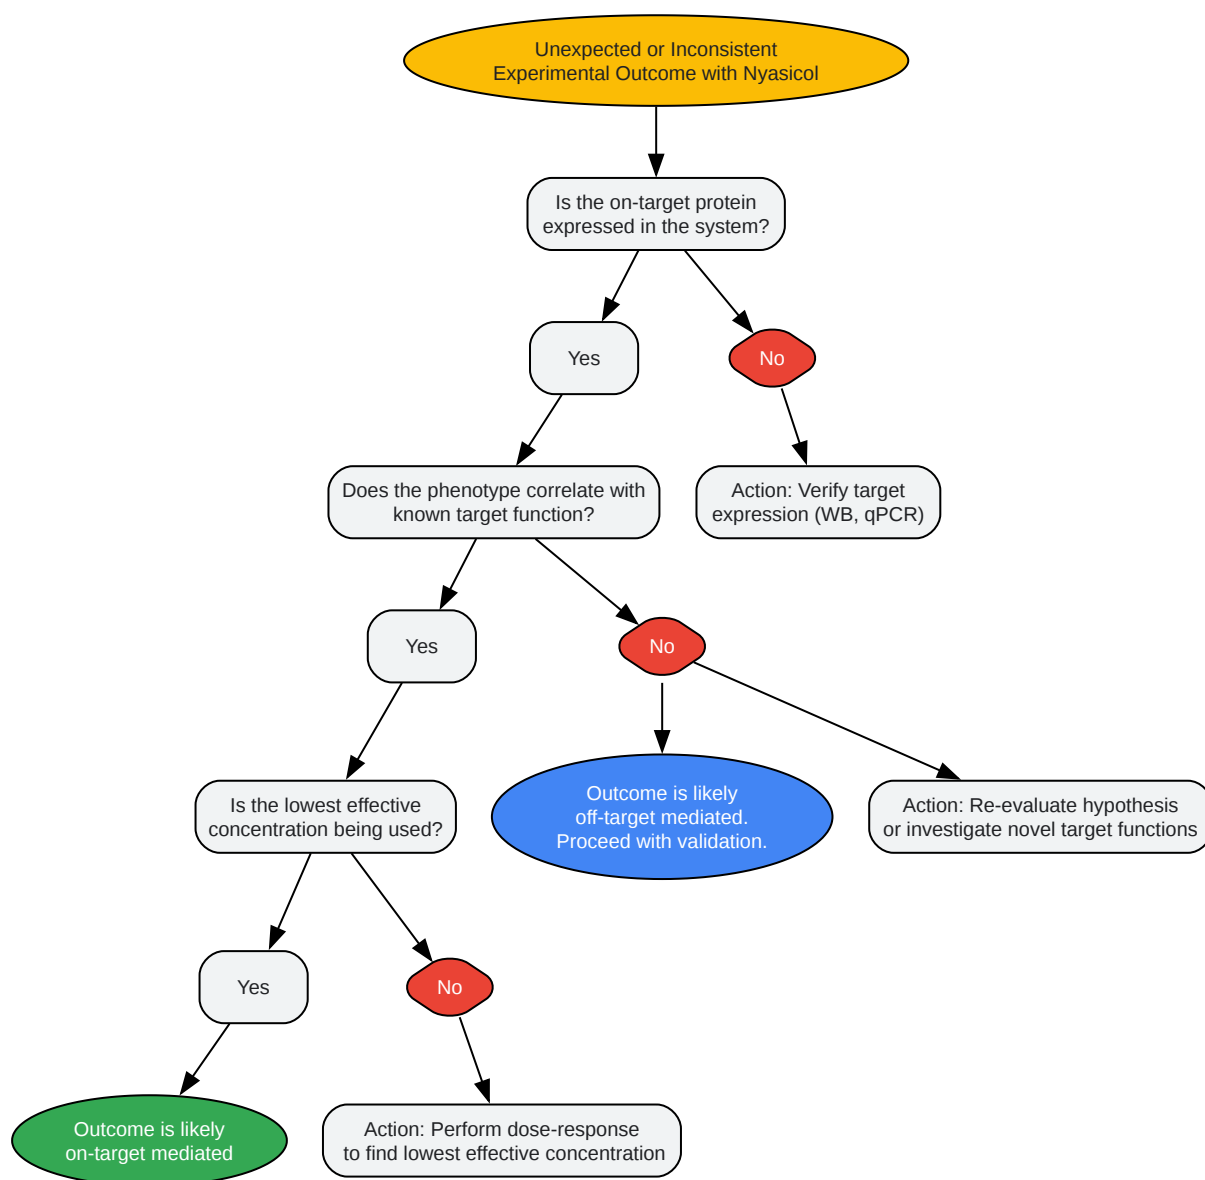 Unexpected or Inconsistent
Experimental Outcome with Nyasicol
Is the on-target protein
expressed in the system?
Yes
No
Does the phenotype correlate with
known target function?
Action: Verify target
expression (WB, qPCR)
Yes
No
Is the lowest effective
concentration being used?
Outcome is likely
off-target mediated.
Proceed with validation.
Action: Re-evaluate hypothesis
or investigate novel target functions
Yes
No
Outcome is likely
on-target mediated
Action: Perform dose-response
to find lowest effective concentration